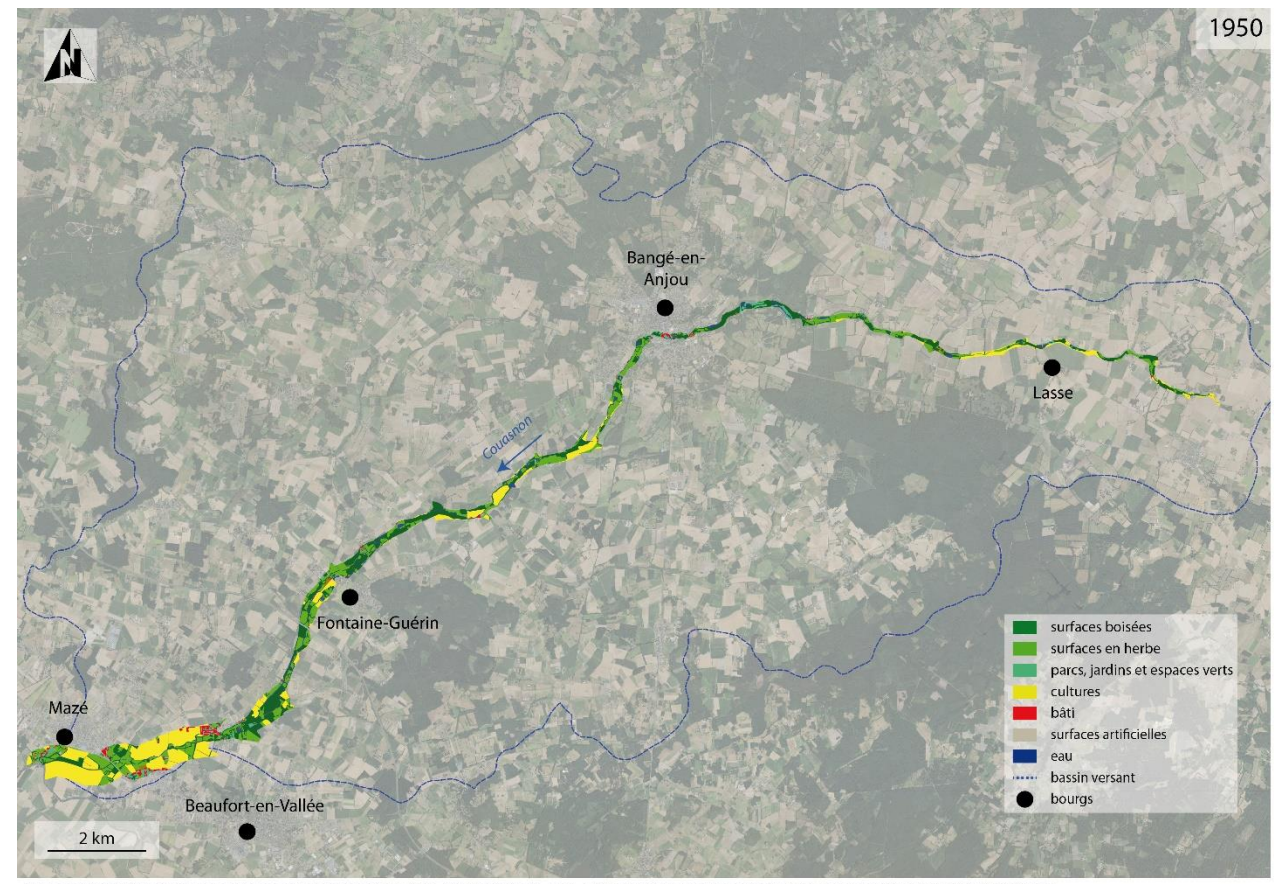 1950
N
Bangé-en-
Anjou
Lasse
Couasnon
Fontaine-Guérin
Mazé
Beaufort-en-Vallée
2 km
surfaces boisées
surfaces en herbe
parcs, jardins et espaces verts
cultures
bâti
surfaces artificielles
eau
bassin versant
bourgs